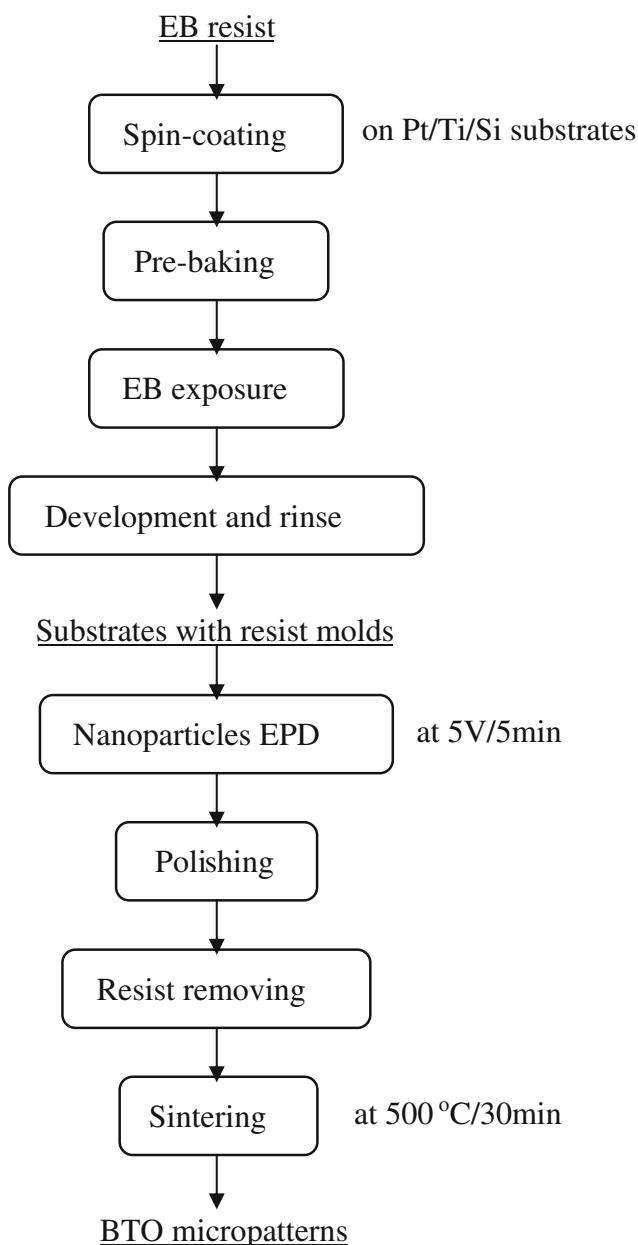 EB resist
Spin-coating
on Pt/Ti/Si substrates
Pre-baking
EB exposure
Development and rinse
Substrates with resist molds
Nanoparticles EPD
at 5V/5min
Polishing
Resist removing
Sintering
at 500 °C/30min
BTO micropatterns